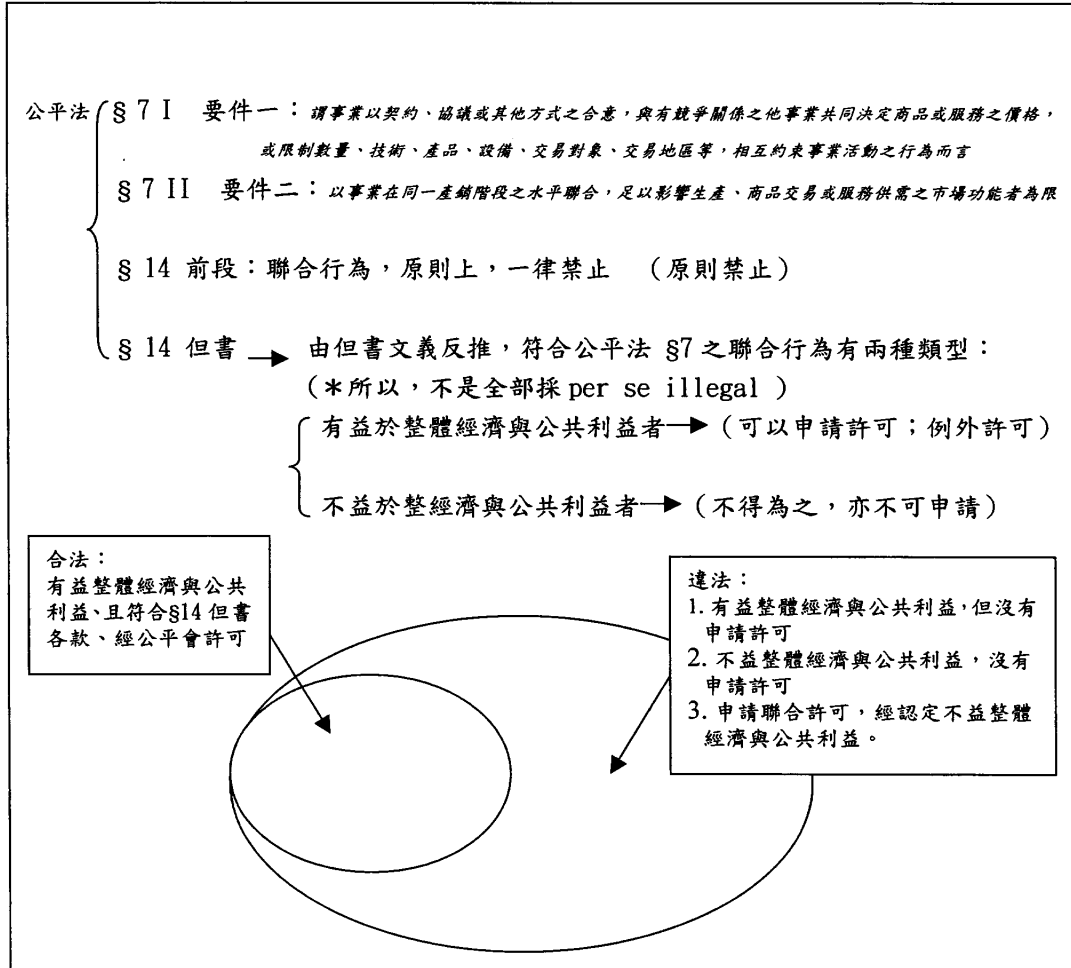 公平法 § 7 I 要件一：謂事業以契約、協議或其他方式之合意，與有競爭關係之他事業共同決定商品或服務之價格，
或限制數量、技術、產品、設備、交易對象、交易地區等，相互約束事業活動之行為而言
§ 7 II 要件二：以事業在同一產銷階段之水平聯合，足以影響生產、商品交易或服務供需之市場功能者為限
§ 14 前段：聯合行為，原則上，一律禁止 （原則禁止）
§ 14 但書 → 由但書文義反推，符合公平法 §7 之聯合行為有兩種類型：
（＊所以，不是全部採 per se illegal ）
有益於整體經濟與公共利益者→（可以申請許可；例外許可）
不益於整經濟與公共利益者→（不得為之，亦不可申請）
合法：
有益整體經濟與公共
利益、且符合§14 但書
各款、經公平會許可
違法：
1. 有益整體經濟與公共利益，但沒有
申請許可
2. 不益整體經濟與公共利益，沒有
申請許可
3. 申請聯合許可，經認定不益整體
經濟與公共利益。